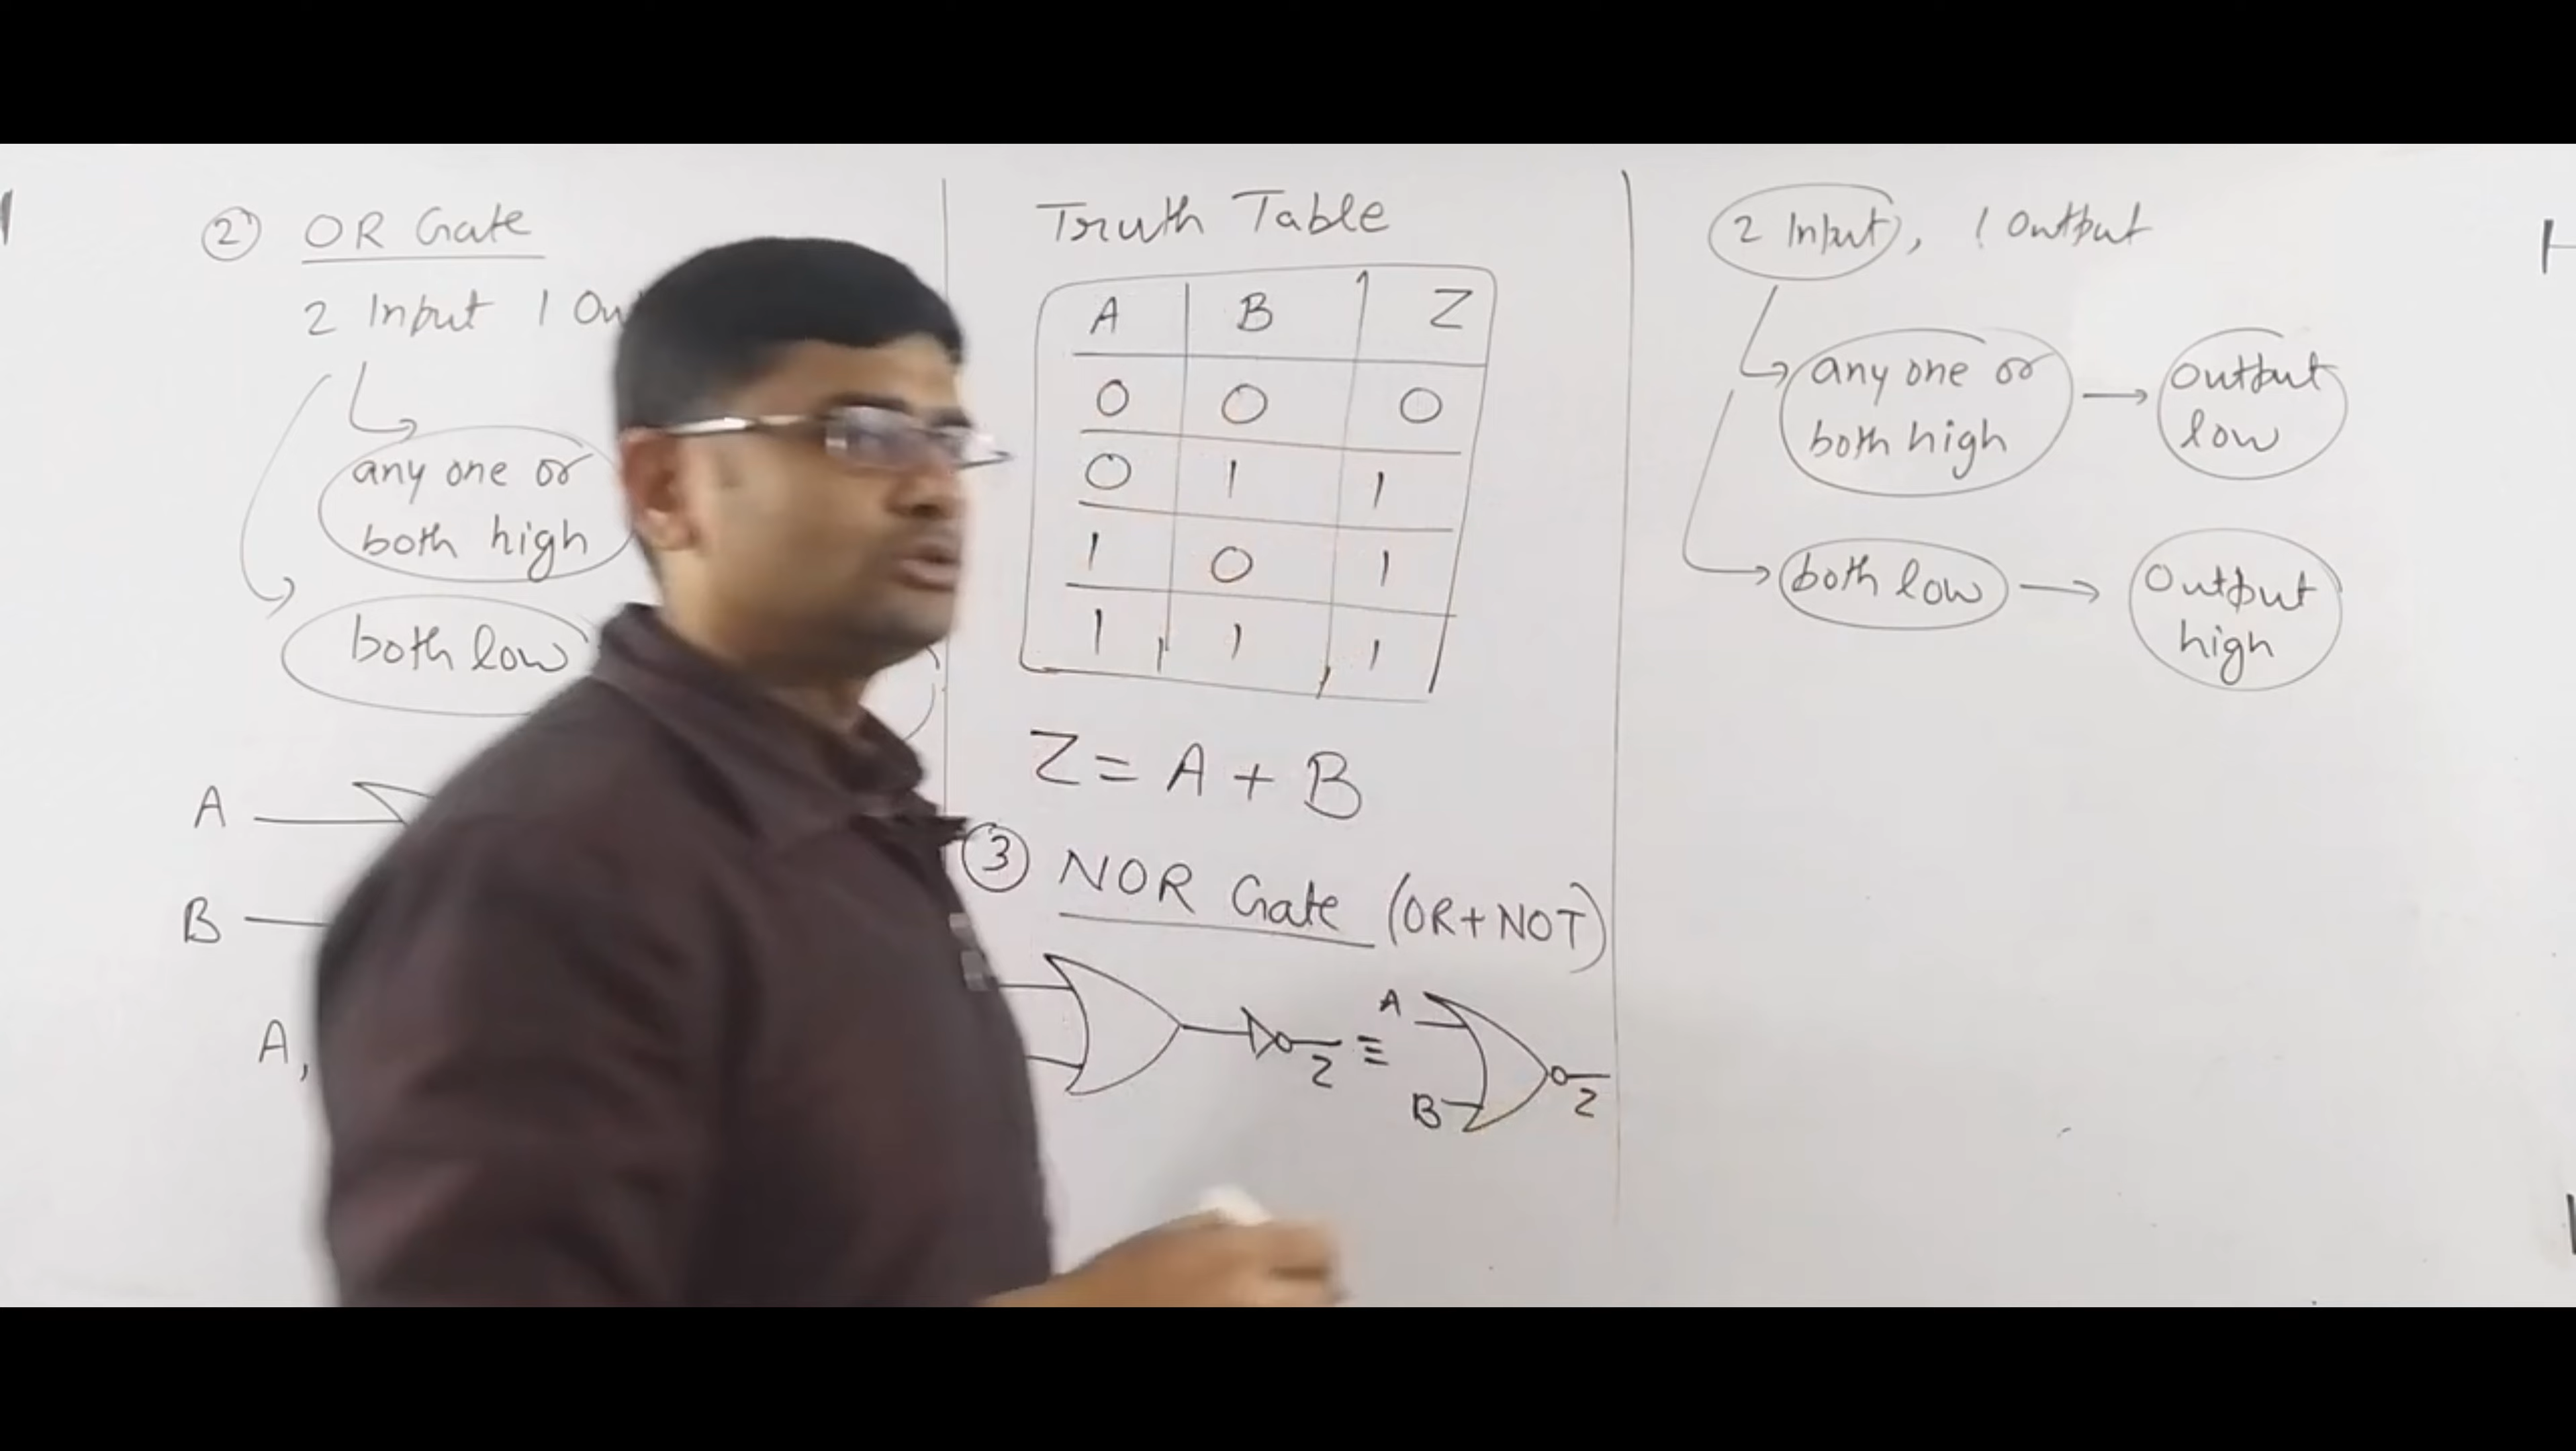 ② OR Gate
2 Input 1 Ou
any one or
both high
both low
A
B
A,
Truth Table
A B Z
0 0 0
0 1 1
1 0 1
1 1 1
Z = A + B
③ NOR Gate (OR + NOT)
Z ≡ A
B Z
2 Input, 1 Output
any one or → output
both high low
both low → output
high